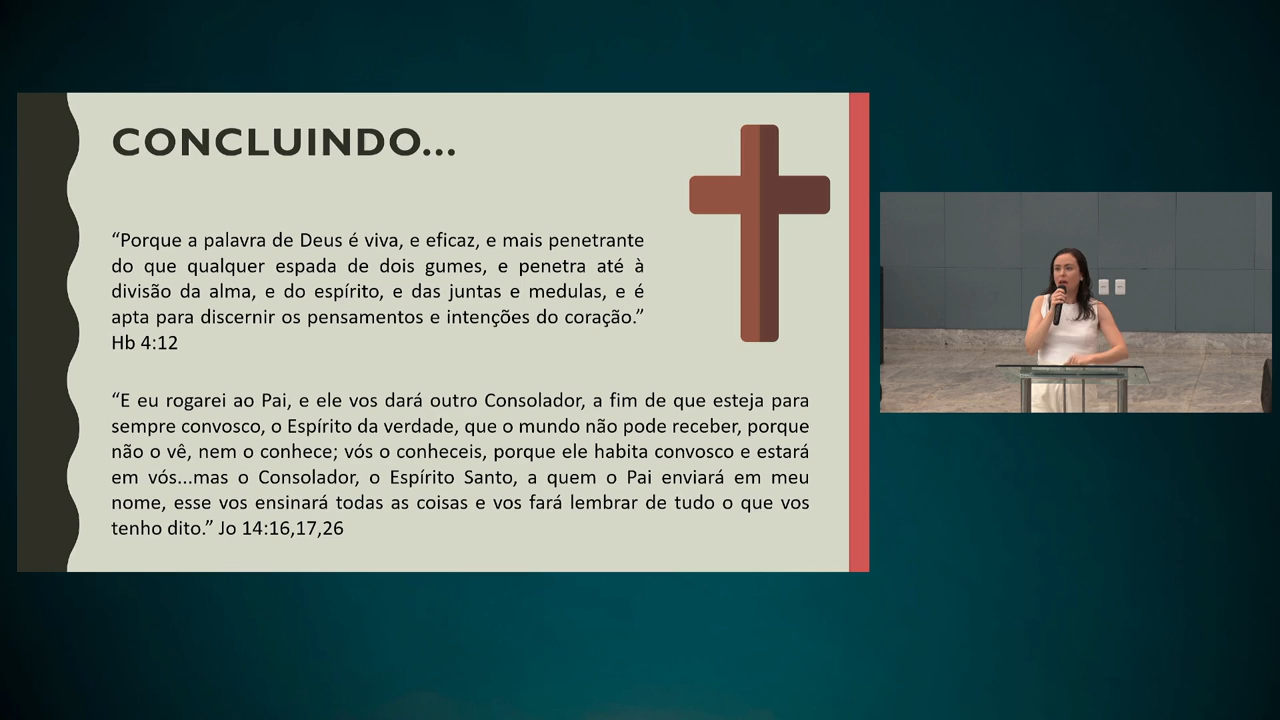 CONCLUINDO...
“Porque a palavra de Deus é viva, e eficaz, e mais penetrante
do que qualquer espada de dois gumes, e penetra até à
divisão da alma, e do espírito, e das juntas e medulas, e é
apta para discernir os pensamentos e intenções do coração.”
Hb 4:12
“E eu rogarei ao Pai, e ele vos dará outro Consolador, a fim de que esteja para
sempre convosco, o Espírito da verdade, que o mundo não pode receber, porque
não o vê, nem o conhece; vós o conheceis, porque ele habita convosco e estará
em vós...mas o Consolador, o Espírito Santo, a quem o Pai enviará em meu
nome, esse vos ensinará todas as coisas e vos fará lembrar de tudo o que vos
tenho dito.” Jo 14:16,17,26